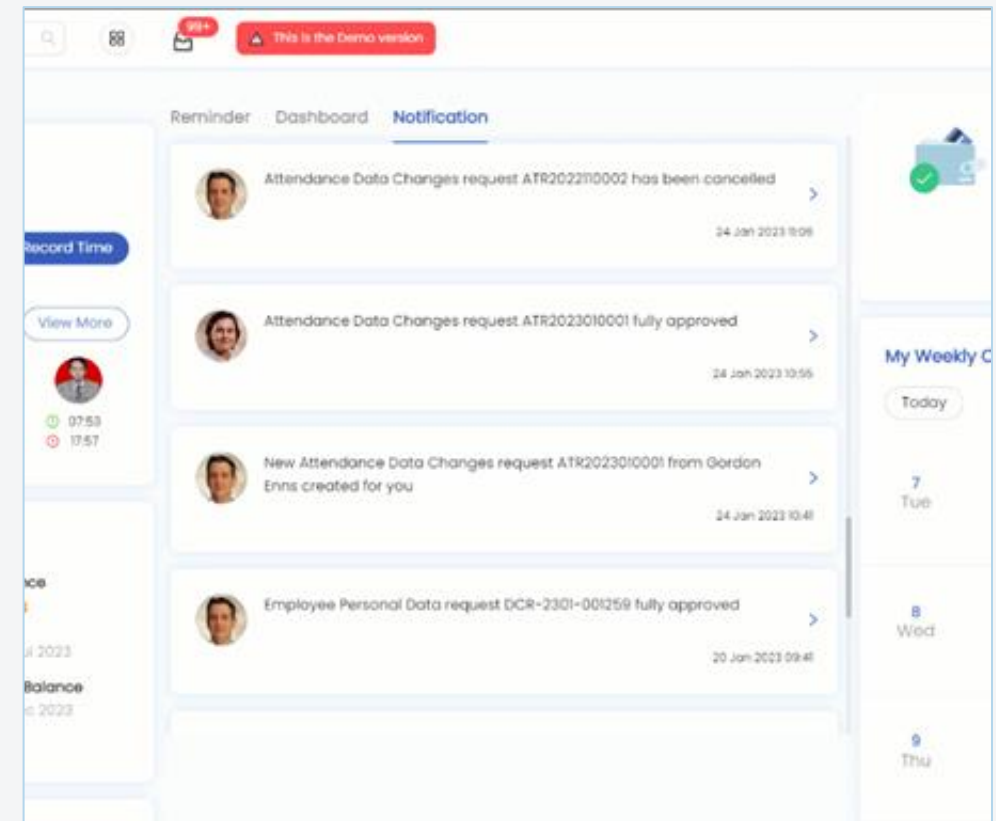 99+
This is the Demo version
Reminder Dashboard Notification
Attendance Data Changes request ATR2022110002 has been cancelled
24 Jan 2023 11:06
Record Time
Attendance Data Changes request ATR2023010001 fully approved
24 Jan 2023 10:55
View More
07:53
17:57
New Attendance Data Changes request ATR2023010001 from Gordon
Enns created for you
24 Jan 2023 10:41
Employee Personal Data request DCR-2301-001259 fully approved
20 Jan 2023 09:41
nce
2023
Balance
2023
My Weekly C
Today
7
Tue
8
Wed
9
Thu